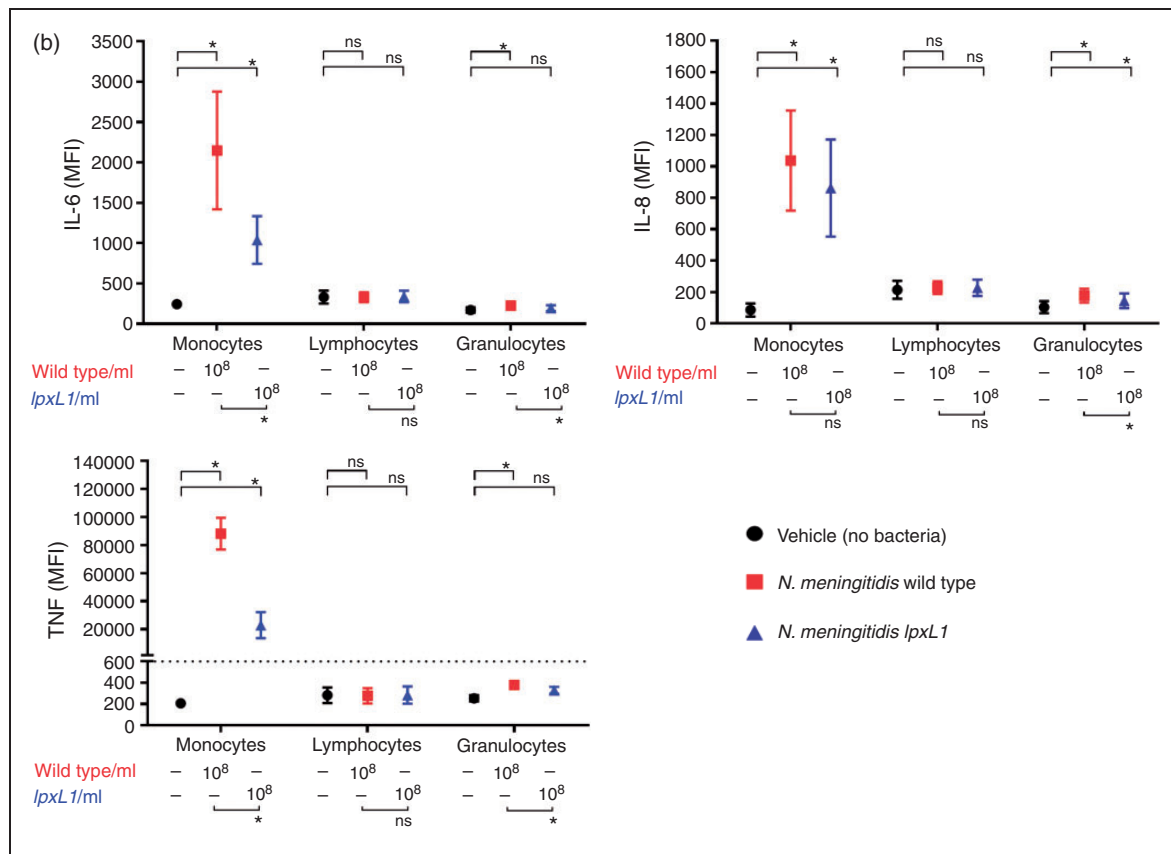 (b)
IL-6 (MFI)
3500
3000
2500
2000
1500
1000
500
0
* ns *
* ns ns
Monocytes Lymphocytes Granulocytes
Wild type/ml – 10⁸ – – 10⁸ – – 10⁸ –
lpxL1/ml – – 10⁸ – – 10⁸ – – 10⁸
* ns *
IL-8 (MFI)
1800
1600
1400
1200
1000
800
600
400
200
0
* ns *
* ns *
Monocytes Lymphocytes Granulocytes
Wild type/ml – 10⁸ – – 10⁸ – – 10⁸ –
lpxL1/ml – – 10⁸ – – 10⁸ – – 10⁸
ns ns *
TNF (MFI)
140000
120000
100000
80000
60000
40000
20000
600
400
200
0
* ns *
* ns ns
Monocytes Lymphocytes Granulocytes
Wild type/ml – 10⁸ – – 10⁸ – – 10⁸ –
lpxL1/ml – – 10⁸ – – 10⁸ – – 10⁸
* ns *
Vehicle (no bacteria)
N. meningitidis wild type
N. meningitidis lpxL1